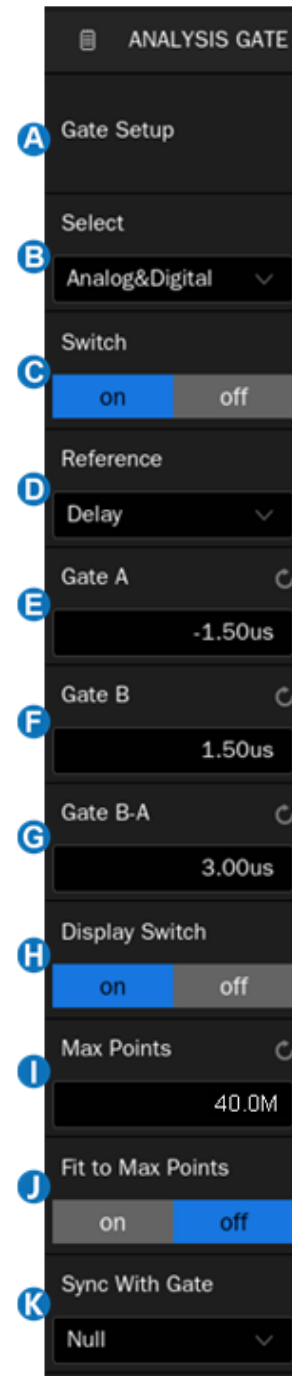 ANALYSIS GATE
A Gate Setup
Select
B
Analog&Digital
Switch
C
on off
Reference
D
Delay
Gate A
E
-1.50us
Gate B
F
1.50us
Gate B-A
G
3.00us
Display Switch
H
on off
Max Points
I
40.0M
Fit to Max Points
J
on off
Sync With Gate
K
Null